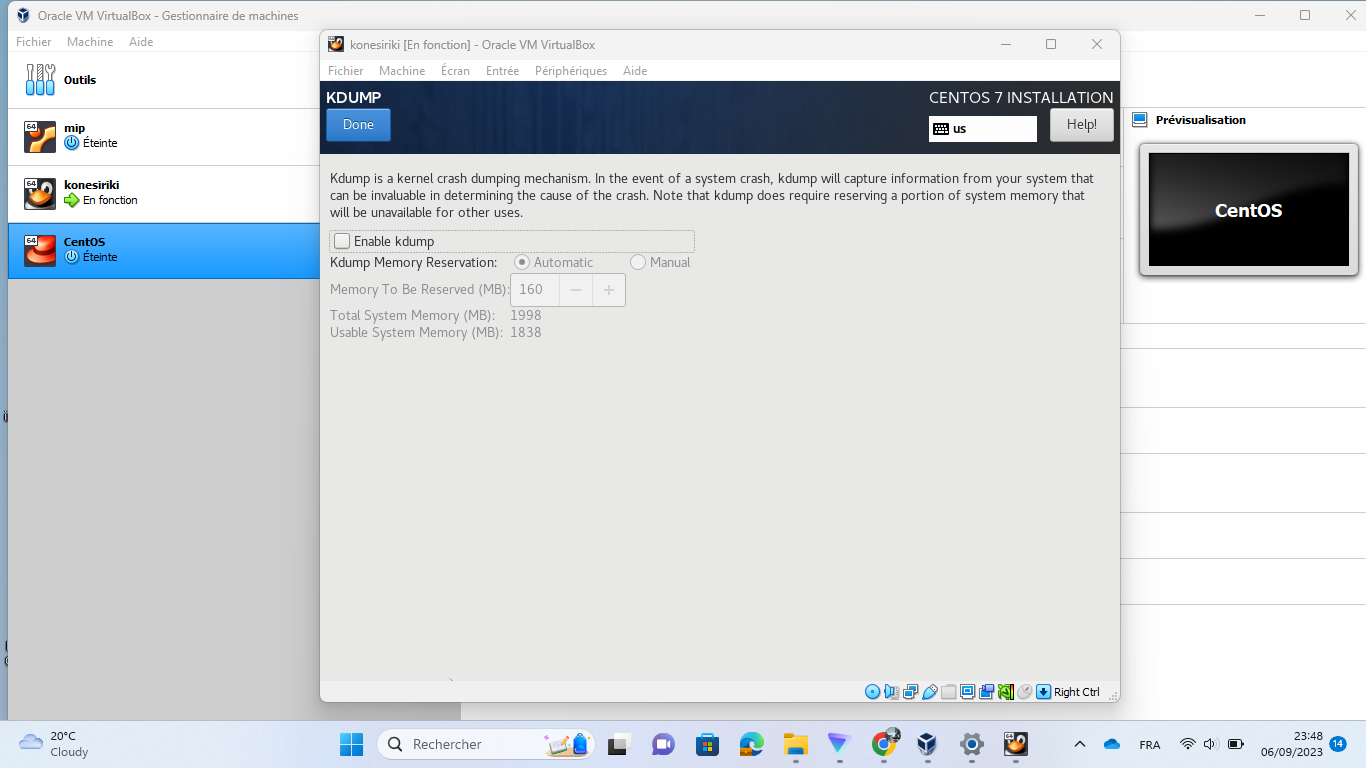 Oracle VM VirtualBox - Gestionnaire de machines
Fichier Machine Aide
Outils
64
mip
Éteinte
64
konesiriki
En fonction
64
CentOS
Éteinte
64
konesiriki [En fonction] - Oracle VM VirtualBox
Fichier Machine Écran Entrée Périphériques Aide
KDUMP
CENTOS 7 INSTALLATION
Done
us
Help!
Kdump is a kernel crash dumping mechanism. In the event of a system crash, kdump will capture information from your system that
can be invaluable in determining the cause of the crash. Note that kdump does require reserving a portion of system memory that
will be unavailable for other uses.
Enable kdump
Kdump Memory Reservation: Automatic Manual
Memory To Be Reserved (MB): 160 − +
Total System Memory (MB): 1998
Usable System Memory (MB): 1838
Right Ctrl
Prévisualisation
CentOS
20°C
Cloudy
Rechercher
64
FRA
23:48
06/09/2023
14